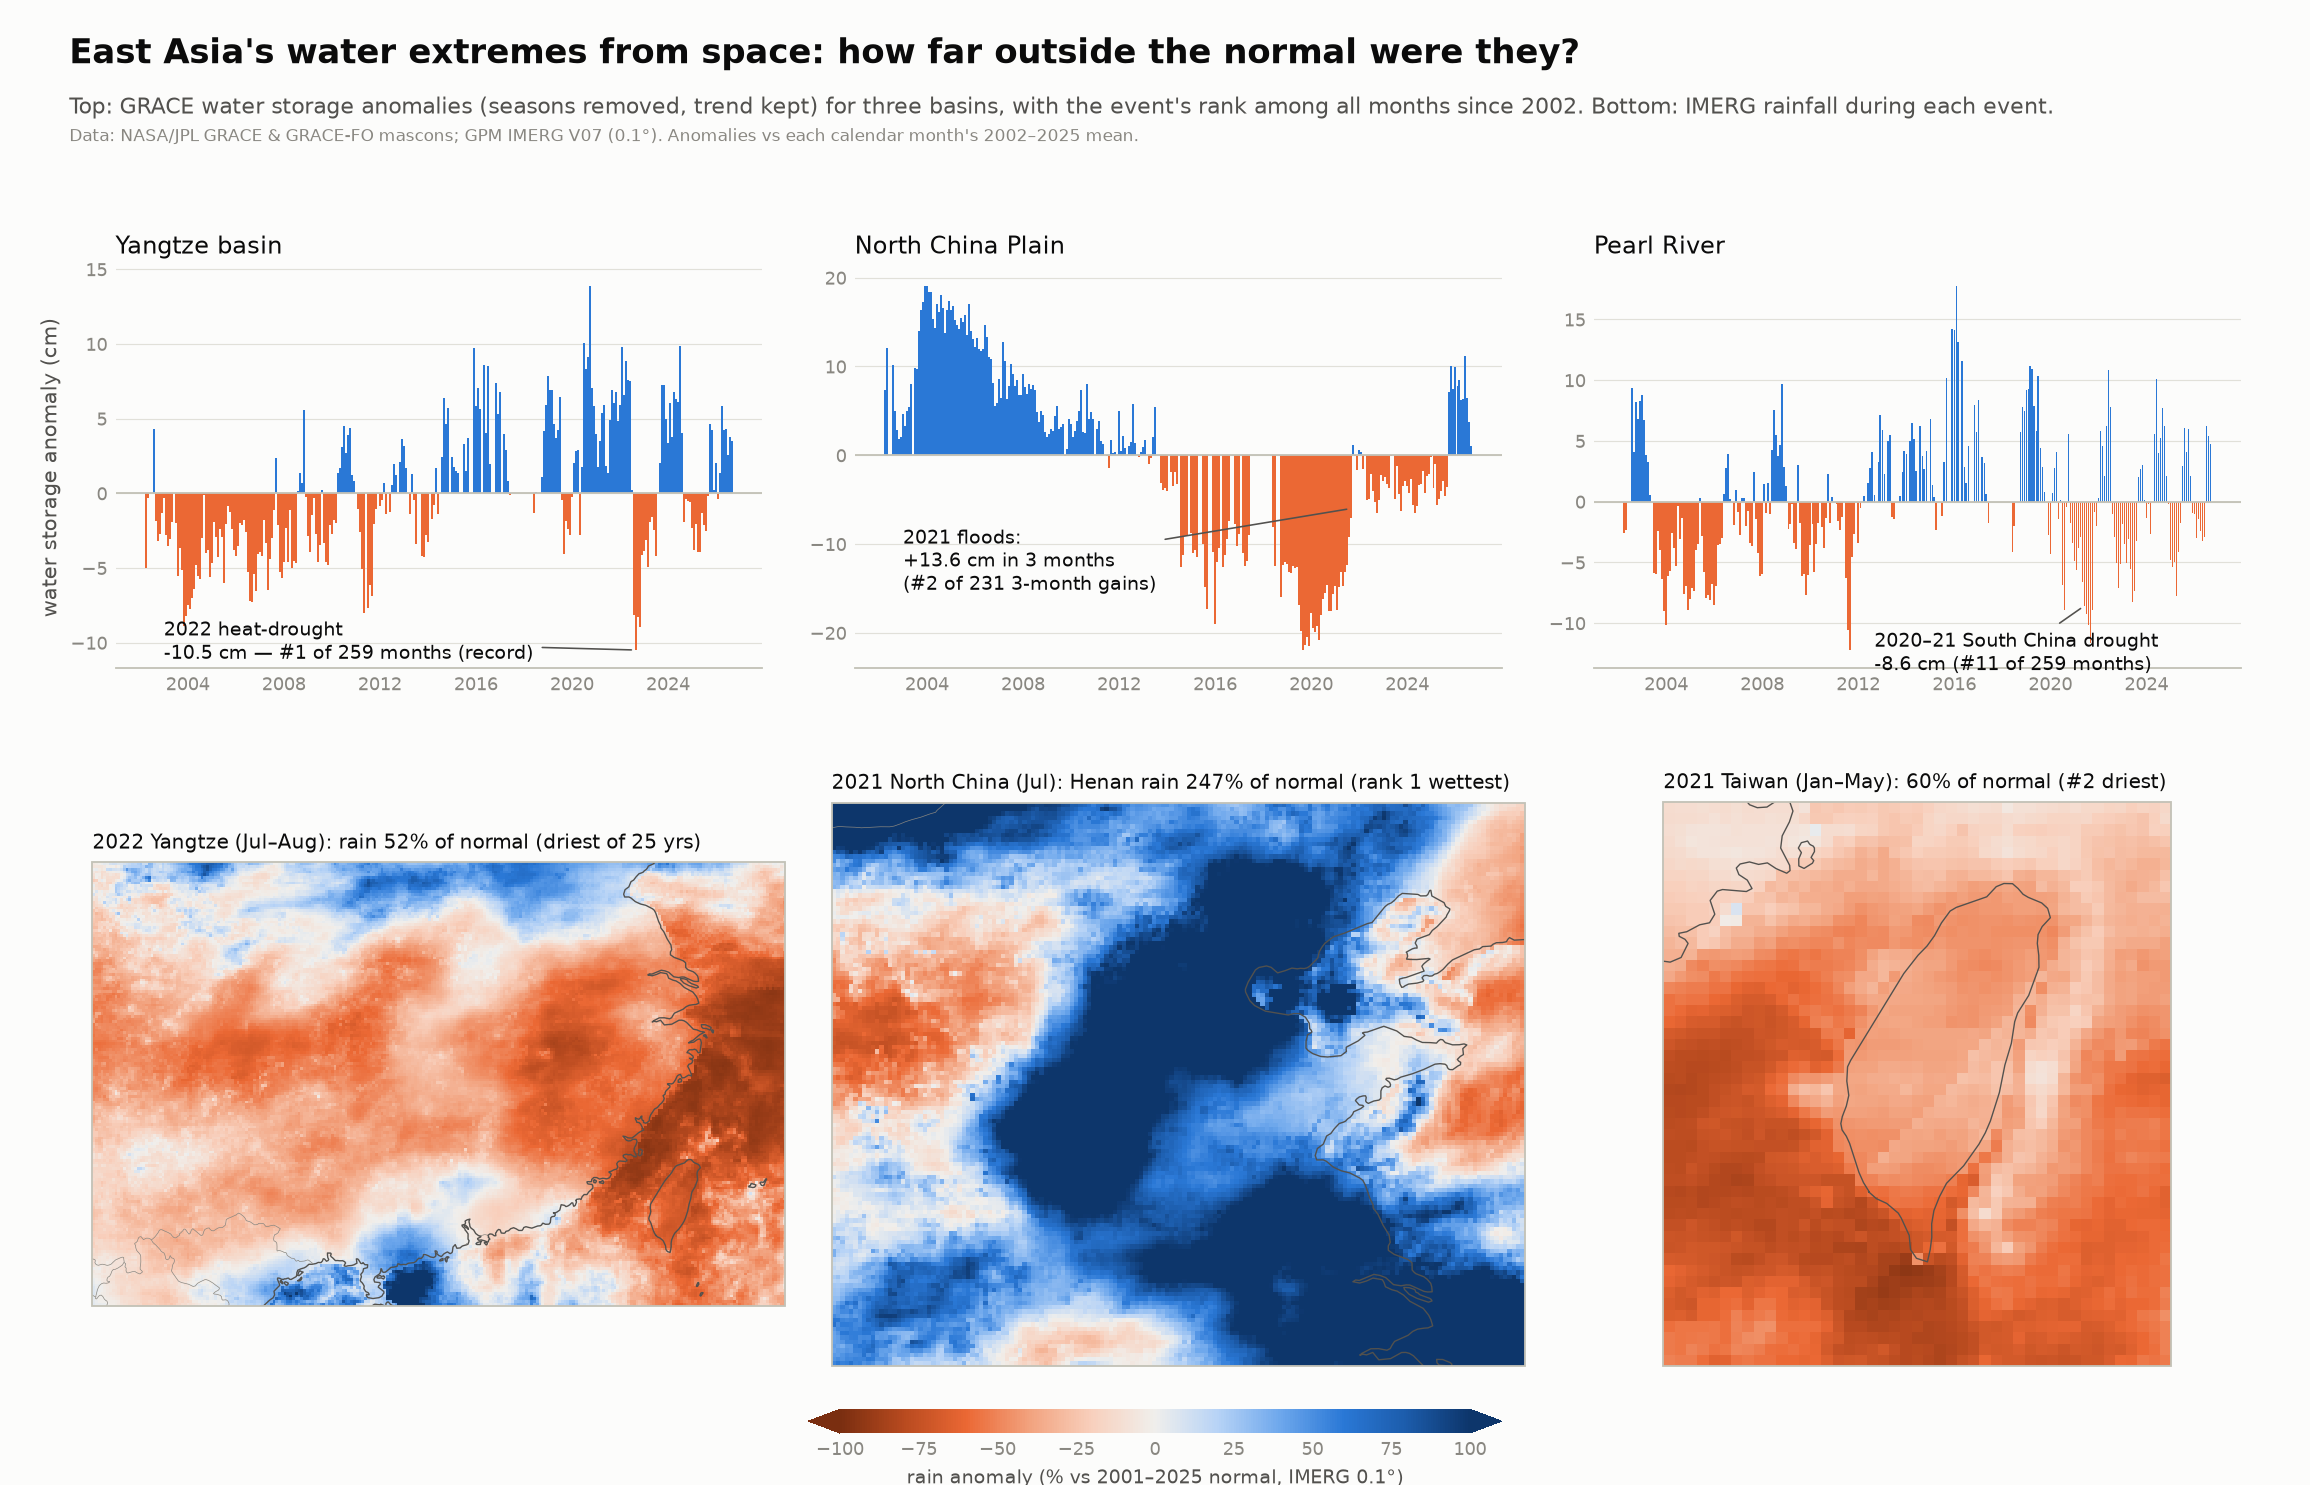 East Asia's water extremes from space: how far outside the normal were they?
Top: GRACE water storage anomalies (seasons removed, trend kept) for three basins, with the event's rank among all months since 2002. Bottom: IMERG rainfall during each event.
Data: NASA/JPL GRACE & GRACE-FO mascons; GPM IMERG V07 (0.1°). Anomalies vs each calendar month's 2002–2025 mean.
Yangtze basin
water storage anomaly (cm)
15
10
5
0
−5
−10
2022 heat-drought
-10.5 cm — #1 of 259 months (record)
2004 2008 2012 2016 2020 2024
North China Plain
20
10
0
−10
−20
2021 floods:
+13.6 cm in 3 months
(#2 of 231 3-month gains)
2004 2008 2012 2016 2020 2024
Pearl River
15
10
5
0
−5
−10
2020–21 South China drought
-8.6 cm (#11 of 259 months)
2004 2008 2012 2016 2020 2024
2022 Yangtze (Jul–Aug): rain 52% of normal (driest of 25 yrs)
2021 North China (Jul): Henan rain 247% of normal (rank 1 wettest)
2021 Taiwan (Jan–May): 60% of normal (#2 driest)
−100 −75 −50 −25 0 25 50 75 100
rain anomaly (% vs 2001–2025 normal, IMERG 0.1°)